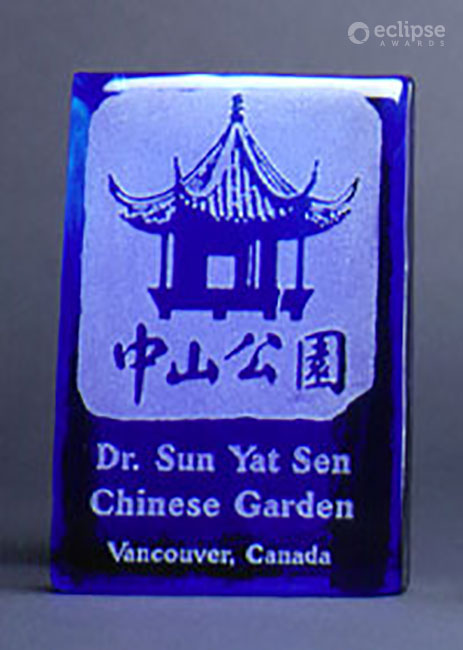 eclipse
AWARDS
中山公園
Dr. Sun Yat Sen
Chinese Garden
Vancouver, Canada